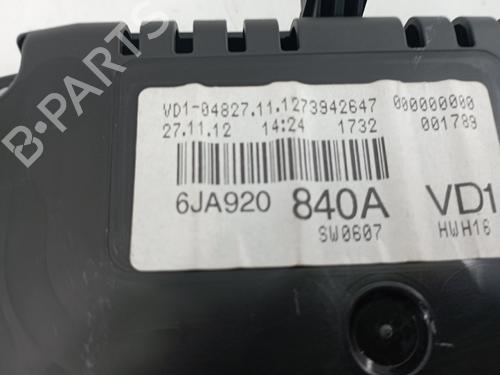 VD1-04827.11.1273942647 000000000
27.11.12 14:24 1732 001789
6JA920 840A VD1
SW0607 HWH16
B-PARTS